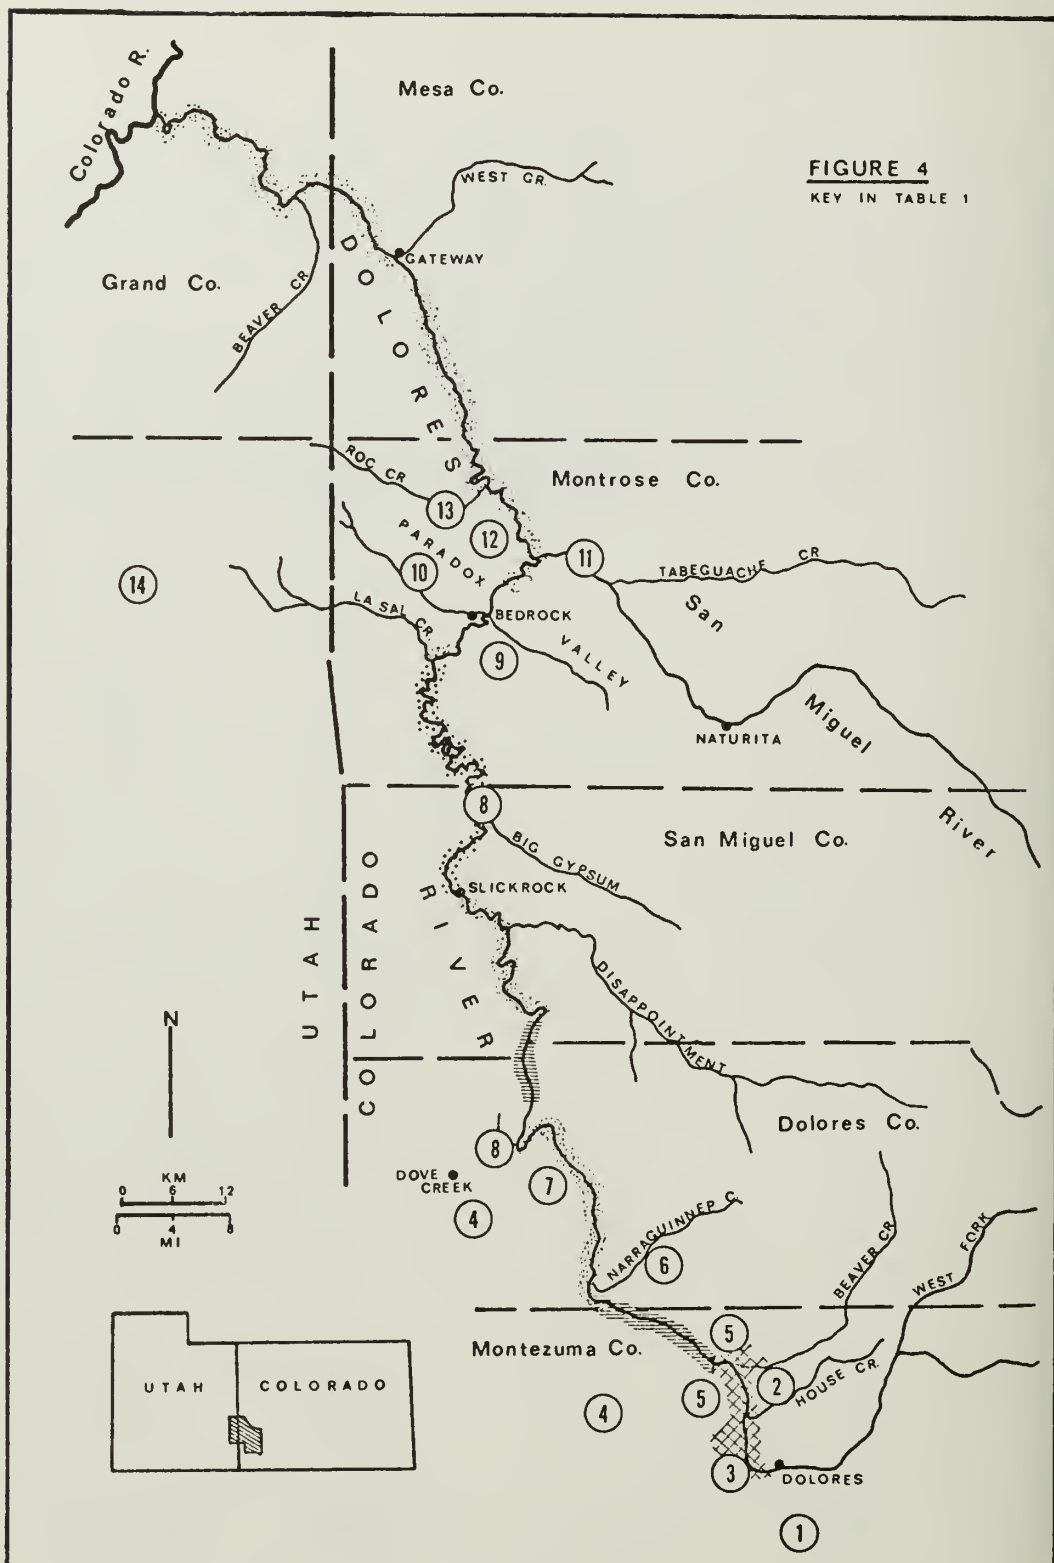 Colorado R.
Mesa Co.
FIGURE 4
KEY IN TABLE 1
WEST CR.
GATEWAY
DOLORES
Grand Co.
BEAVER CR
ROC CR
Montrose Co.
13
12
PARADOX
11
10
TABEGUACHE CR
14
LA SAL CR.
BEDROCK
San
9
VALLEY
Miguel
NATURITA
8
River
San Miguel Co.
BIG GYPSUM
SLICKROCK
RIVER
UTAH
COLORADO
DISAPPOINTMENT
N
Dolores Co.
8
7
DOVE
CREEK
KM
0 6 12
0 4 8
MI
4
NARRAGUINNEP C.
6
BEAVER CR
WEST FORK
5
Montezuma Co.
2
HOUSE CR.
5
UTAH
COLORADO
4
3
DOLORES
1